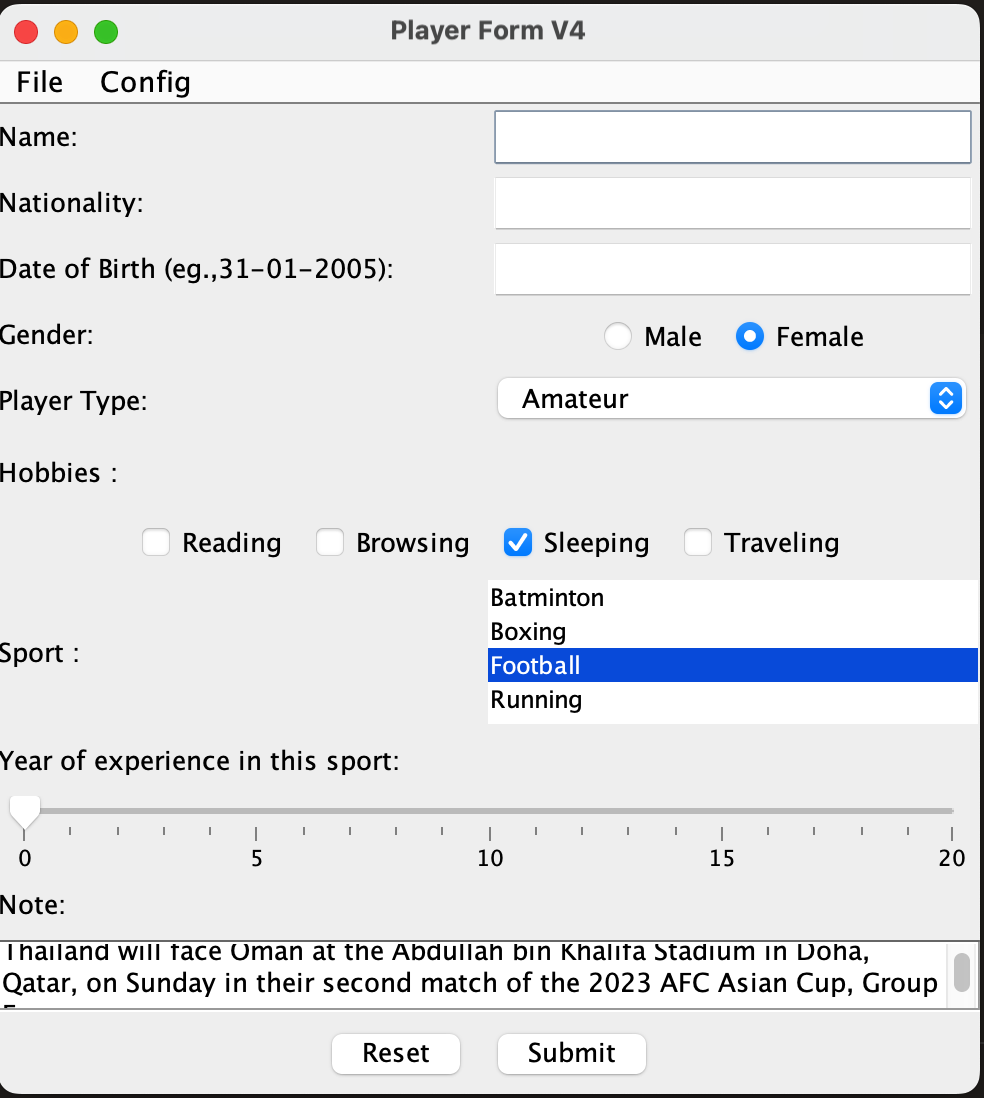 Player Form V4
File Config
Name:
Nationality:
Date of Birth (eg.,31-01-2005):
Gender: Male Female
Player Type: Amateur
Hobbies :
Reading Browsing Sleeping Traveling
Batminton
Boxing
Sport :
Football
Running
Year of experience in this sport:
0 5 10 15 20
Note:
Thailand will face Oman at the Abdullah bin Khalifa Stadium in Doha,
Qatar, on Sunday in their second match of the 2023 AFC Asian Cup, Group
Reset Submit